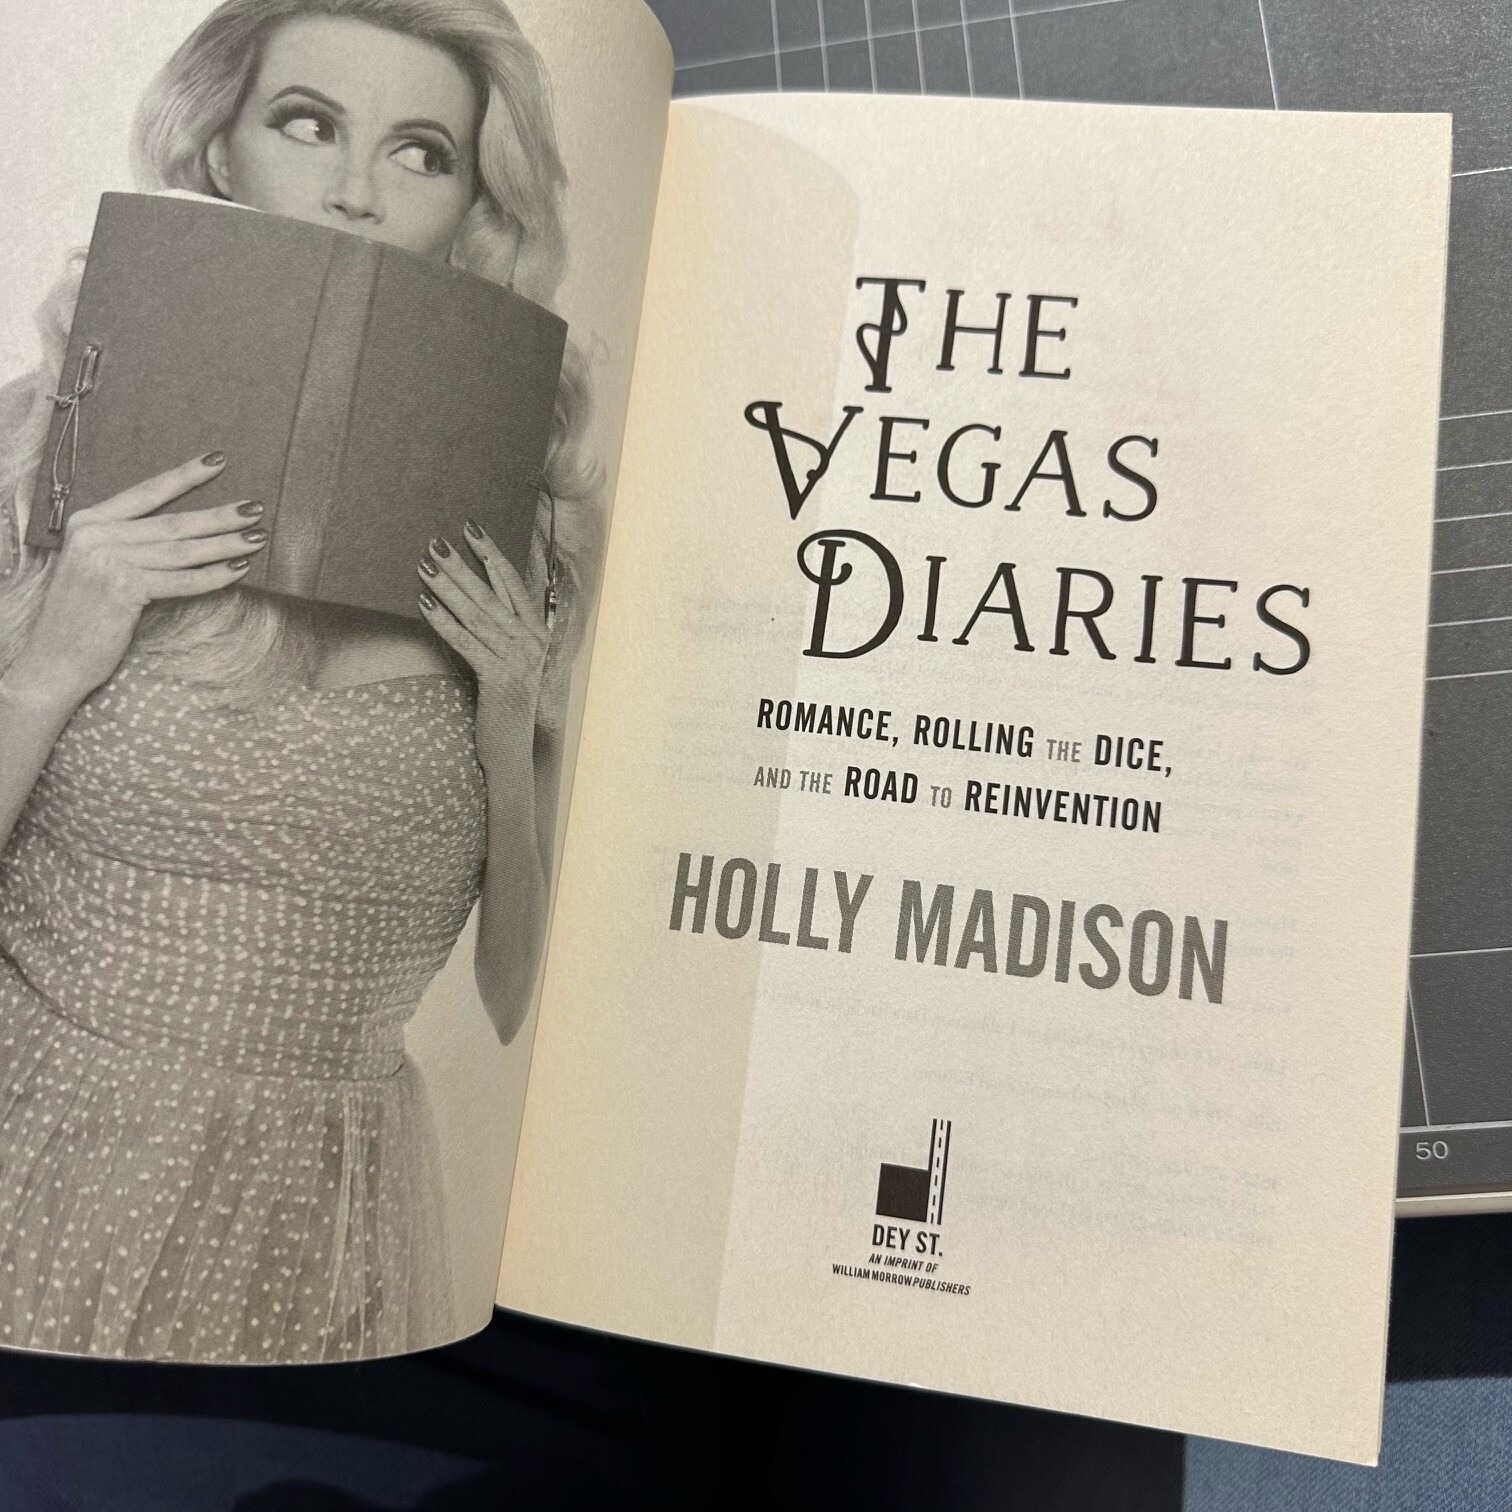 THE
VEGAS
DIARIES
ROMANCE, ROLLING THE DICE,
AND THE ROAD TO REINVENTION
HOLLY MADISON
DEY ST.
AN IMPRINT OF
WILLIAM MORROW PUBLISHERS
50